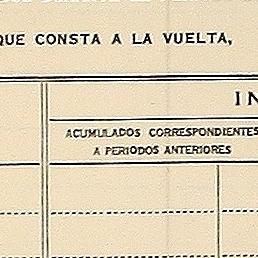 QUE CONSTA A LA VUELTA,
IN
ACUMULADOS CORRESPONDIENTES
A PERIODOS ANTERIORES